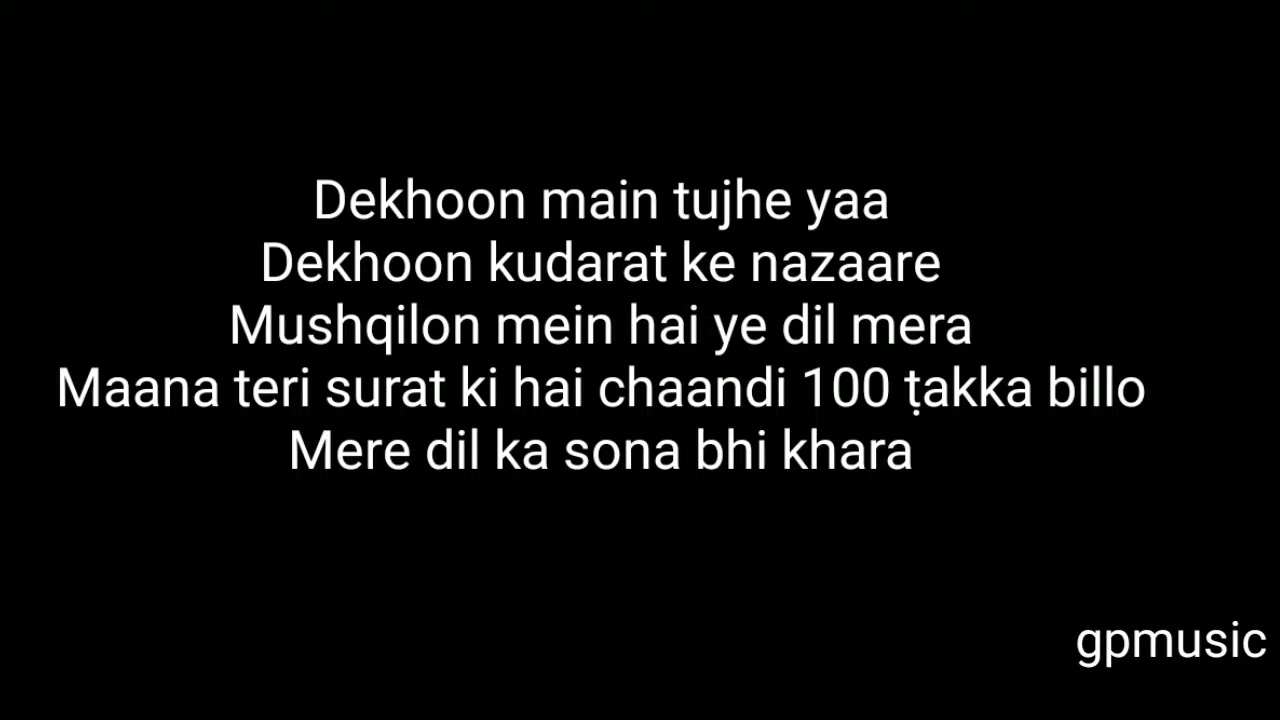 Dekhoon main tujhe yaa
Dekhoon kudarat ke nazaare
Mushqilon mein hai ye dil mera
Maana teri surat ki hai chaandi 100 ṭakka billo
Mere dil ka sona bhi khara
gpmusic